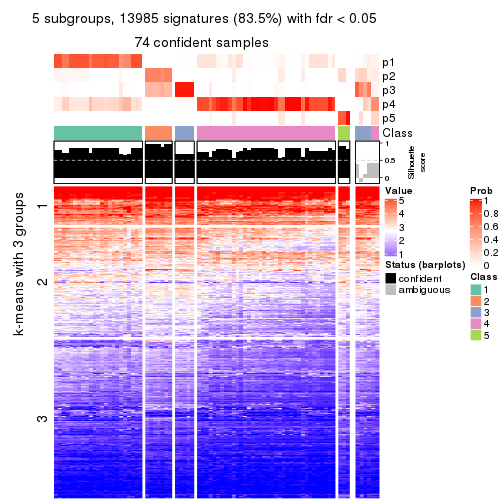 5 subgroups, 13985 signatures (83.5%) with fdr < 0.05
74 confident samples
p1
p2
p3
p4
p5
Class
1
0.5
0
Silhouette
score
k-means with 3 groups
1
2
3
Value
5
4
3
2
1
Status (barplots)
confident
ambiguous
Prob
1
0.8
0.6
0.4
0.2
0
Class
1
2
3
4
5